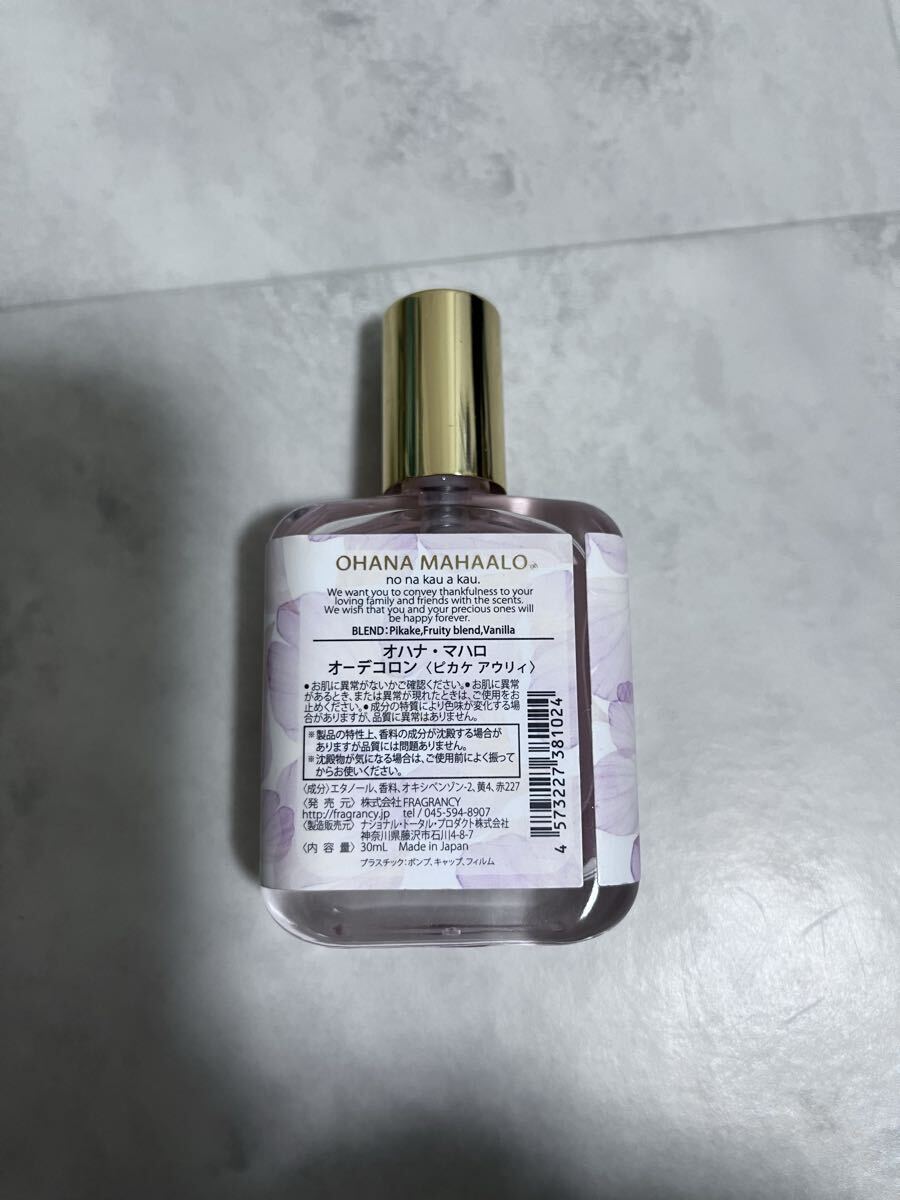 OHANA MAHAALO
no na kau a kau.
We want you to convey thankfulness to your
loving family and friends with the scents.
We wish that you and your precious ones will
be happy forever.
BLEND:Pikake,Fruity blend,Vanilla
オハナ・マハロ
オーデコロン〈ピカケ アウリィ〉
●お肌に異常がないかご確認ください。●お肌に異常
があるとき、または異常が現れたときは、ご使用をお
止めください。●成分の特質により色味が変化する場
合がありますが、品質に異常はありません。
※製品の特性上、香料の成分が沈殿する場合が
ありますが品質には問題ありません。
※沈殿物が気になる場合は、ご使用前によく振って
からお使いください。
〈成分〉エタノール、香料、オキシベンゾン-2、黄4、赤227
〈発売元〉株式会社FRAGRANCY
http://fragrancy.jp tel / 045-594-8907
〈製造販売元〉ナショナル・トータル・プロダクト株式会社
神奈川県藤沢市石川4-8-7
〈内容量〉30mL Made in Japan
プラスチック：ポンプ、キャップ、フィルム
4 573227 381024